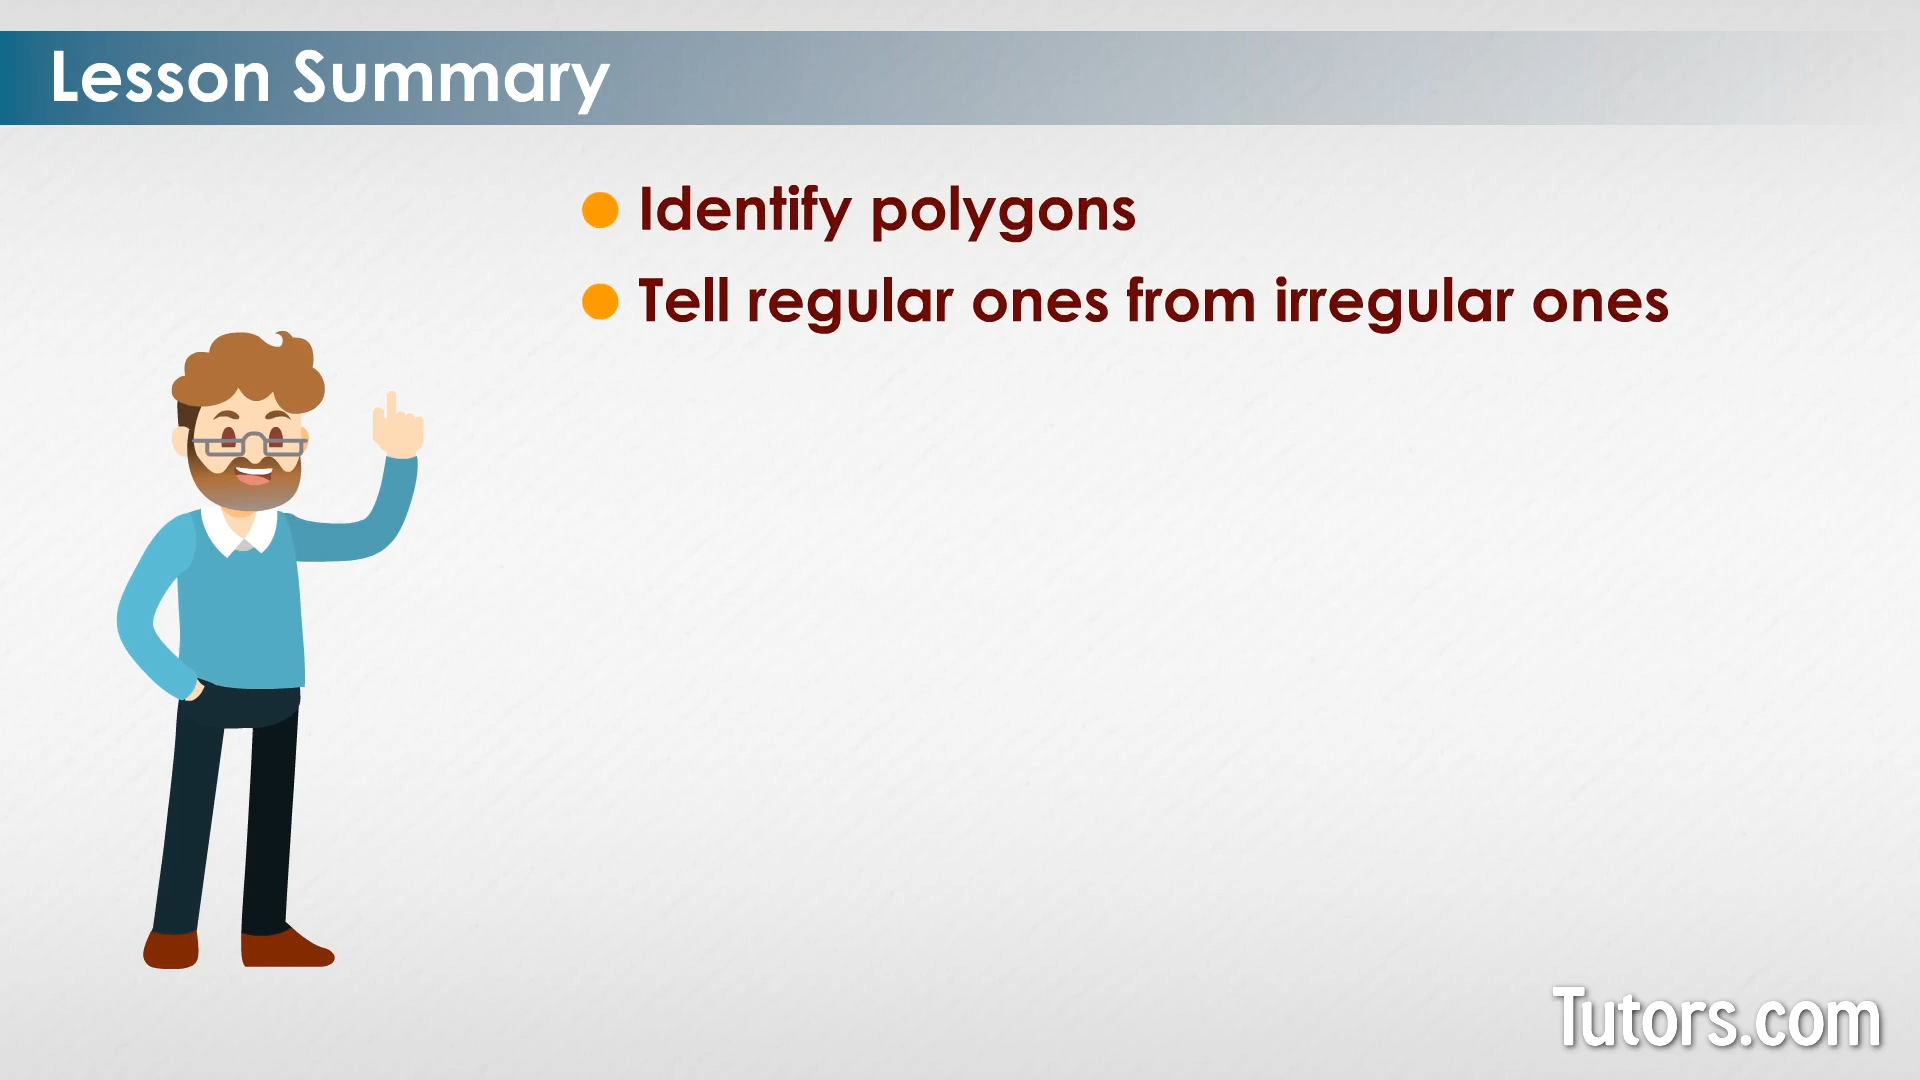 Lesson Summary
Identify polygons
Tell regular ones from irregular ones
Tutors.com